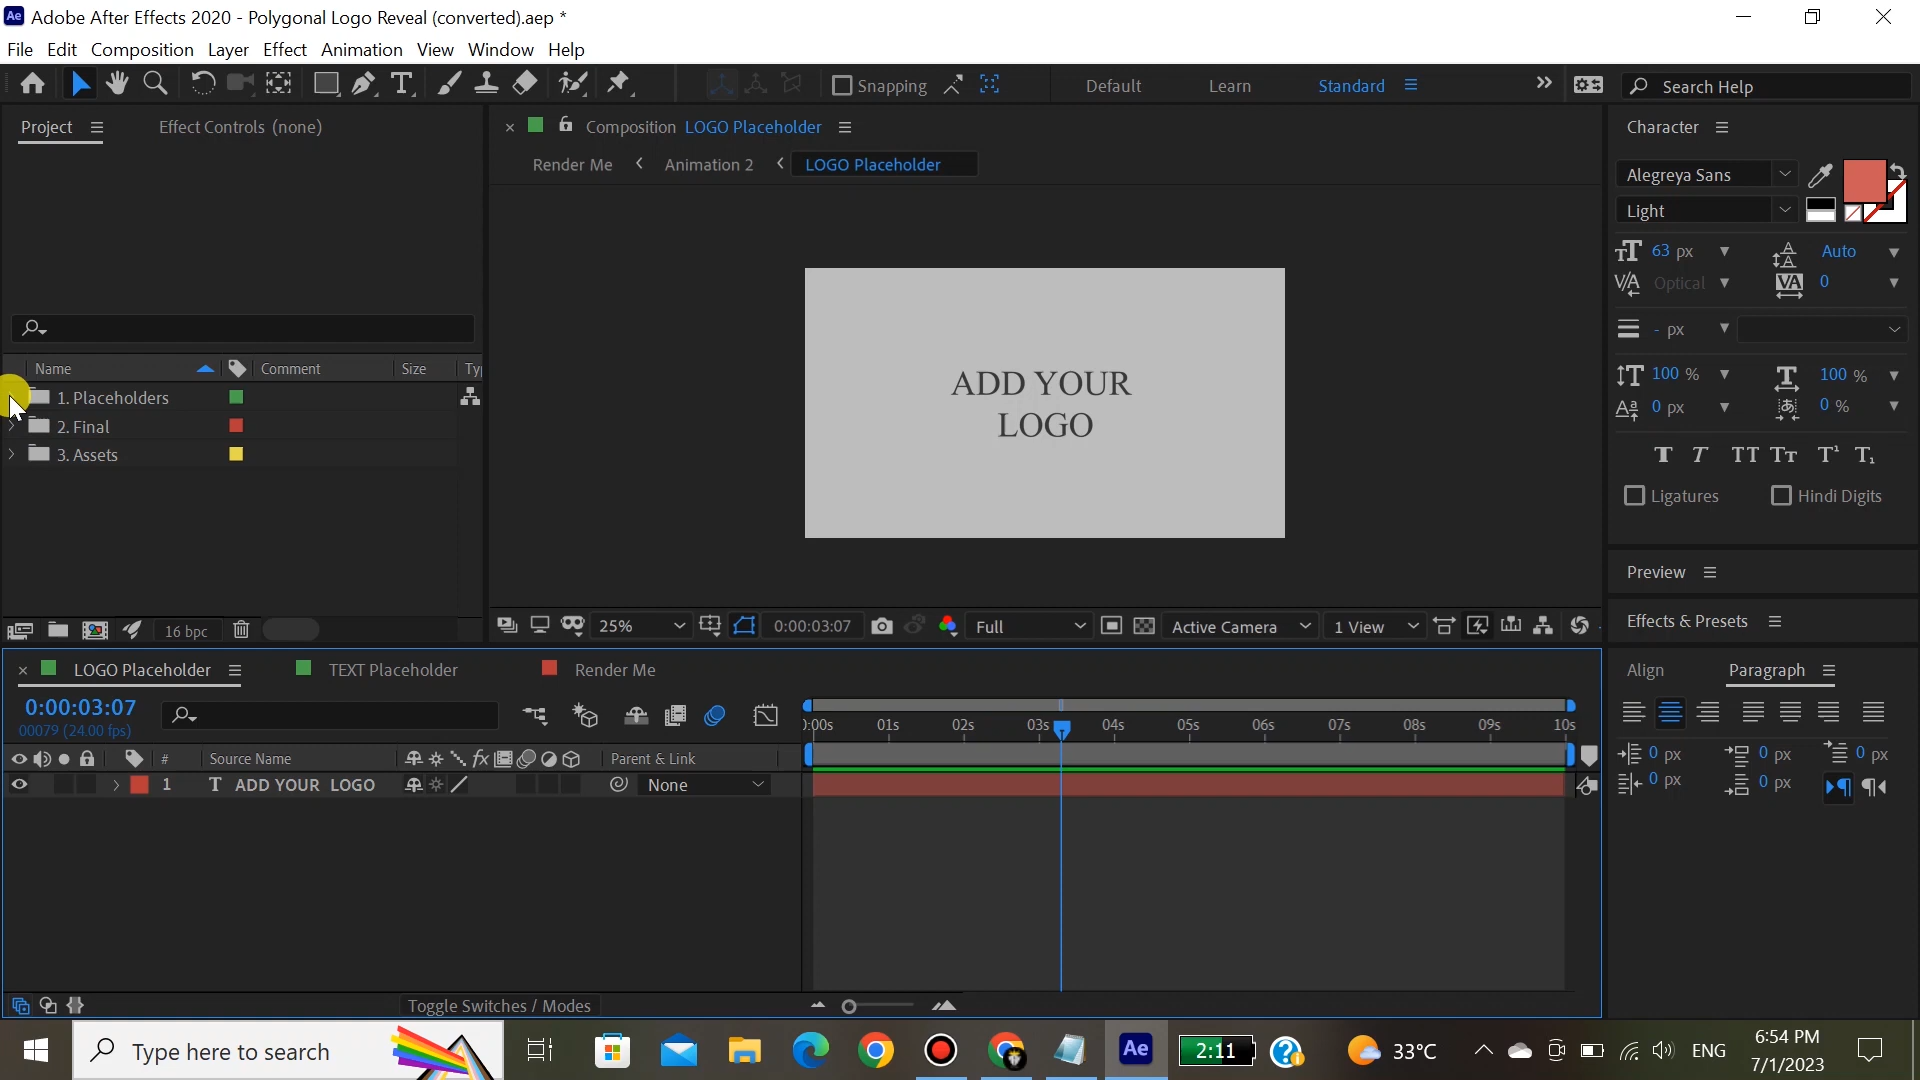 Adobe After Effects 2020 - Polygonal Logo Reveal (converted).aep *
File Edit Composition Layer Effect Animation View Window Help
Snapping
Default Learn Standard
Search Help
Project
Effect Controls (none)
Composition LOGO Placeholder
Render Me Animation 2 LOGO Placeholder
Character
Alegreya Sans
Light
63 px
Auto
Optical
0
- px
100 %
100 %
0 px
0 %
Ligatures
Hindi Digits
Preview
Effects & Presets
Name Comment Size Ty
1. Placeholders
2. Final
3. Assets
ADD YOUR
LOGO
16 bpc
25%
0:00:03:07
Full
Active Camera
1 View
LOGO Placeholder
TEXT Placeholder
Render Me
Align
Paragraph
0:00:03:07
00079 (24.00 fps)
):00s 01s 02s 03s 04s 05s 06s 07s 08s 09s 10s
# Source Name Parent & Link
1 T ADD YOUR LOGO None
0 px 0 px 0 px
0 px 0 px
Toggle Switches / Modes
Type here to search
Ae
2:11
33°C
ENG
6:54 PM
7/1/2023